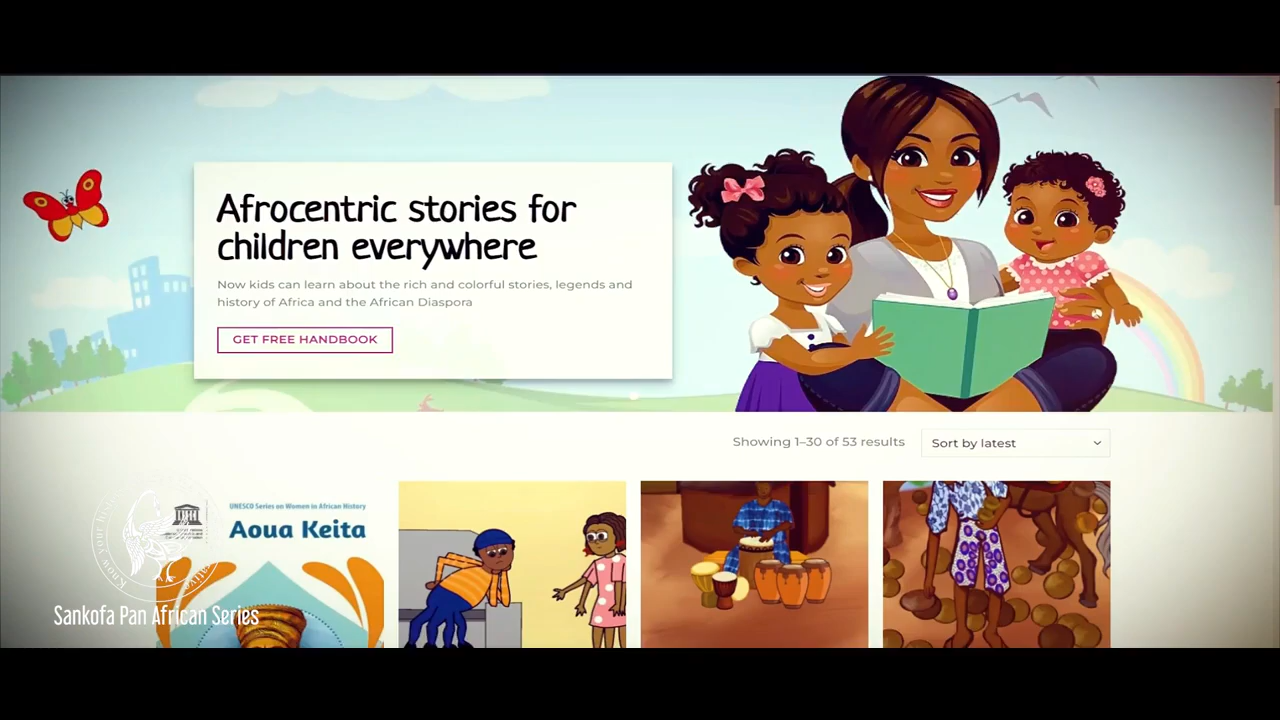 Afrocentric stories for
children everywhere
Now kids can learn about the rich and colorful stories, legends and
history of Africa and the African Diaspora
GET FREE HANDBOOK
Showing 1–30 of 53 results
Sort by latest
UNESCO Series on Women in African History
Aoua Keita
Know your
Sankofa Pan African Series